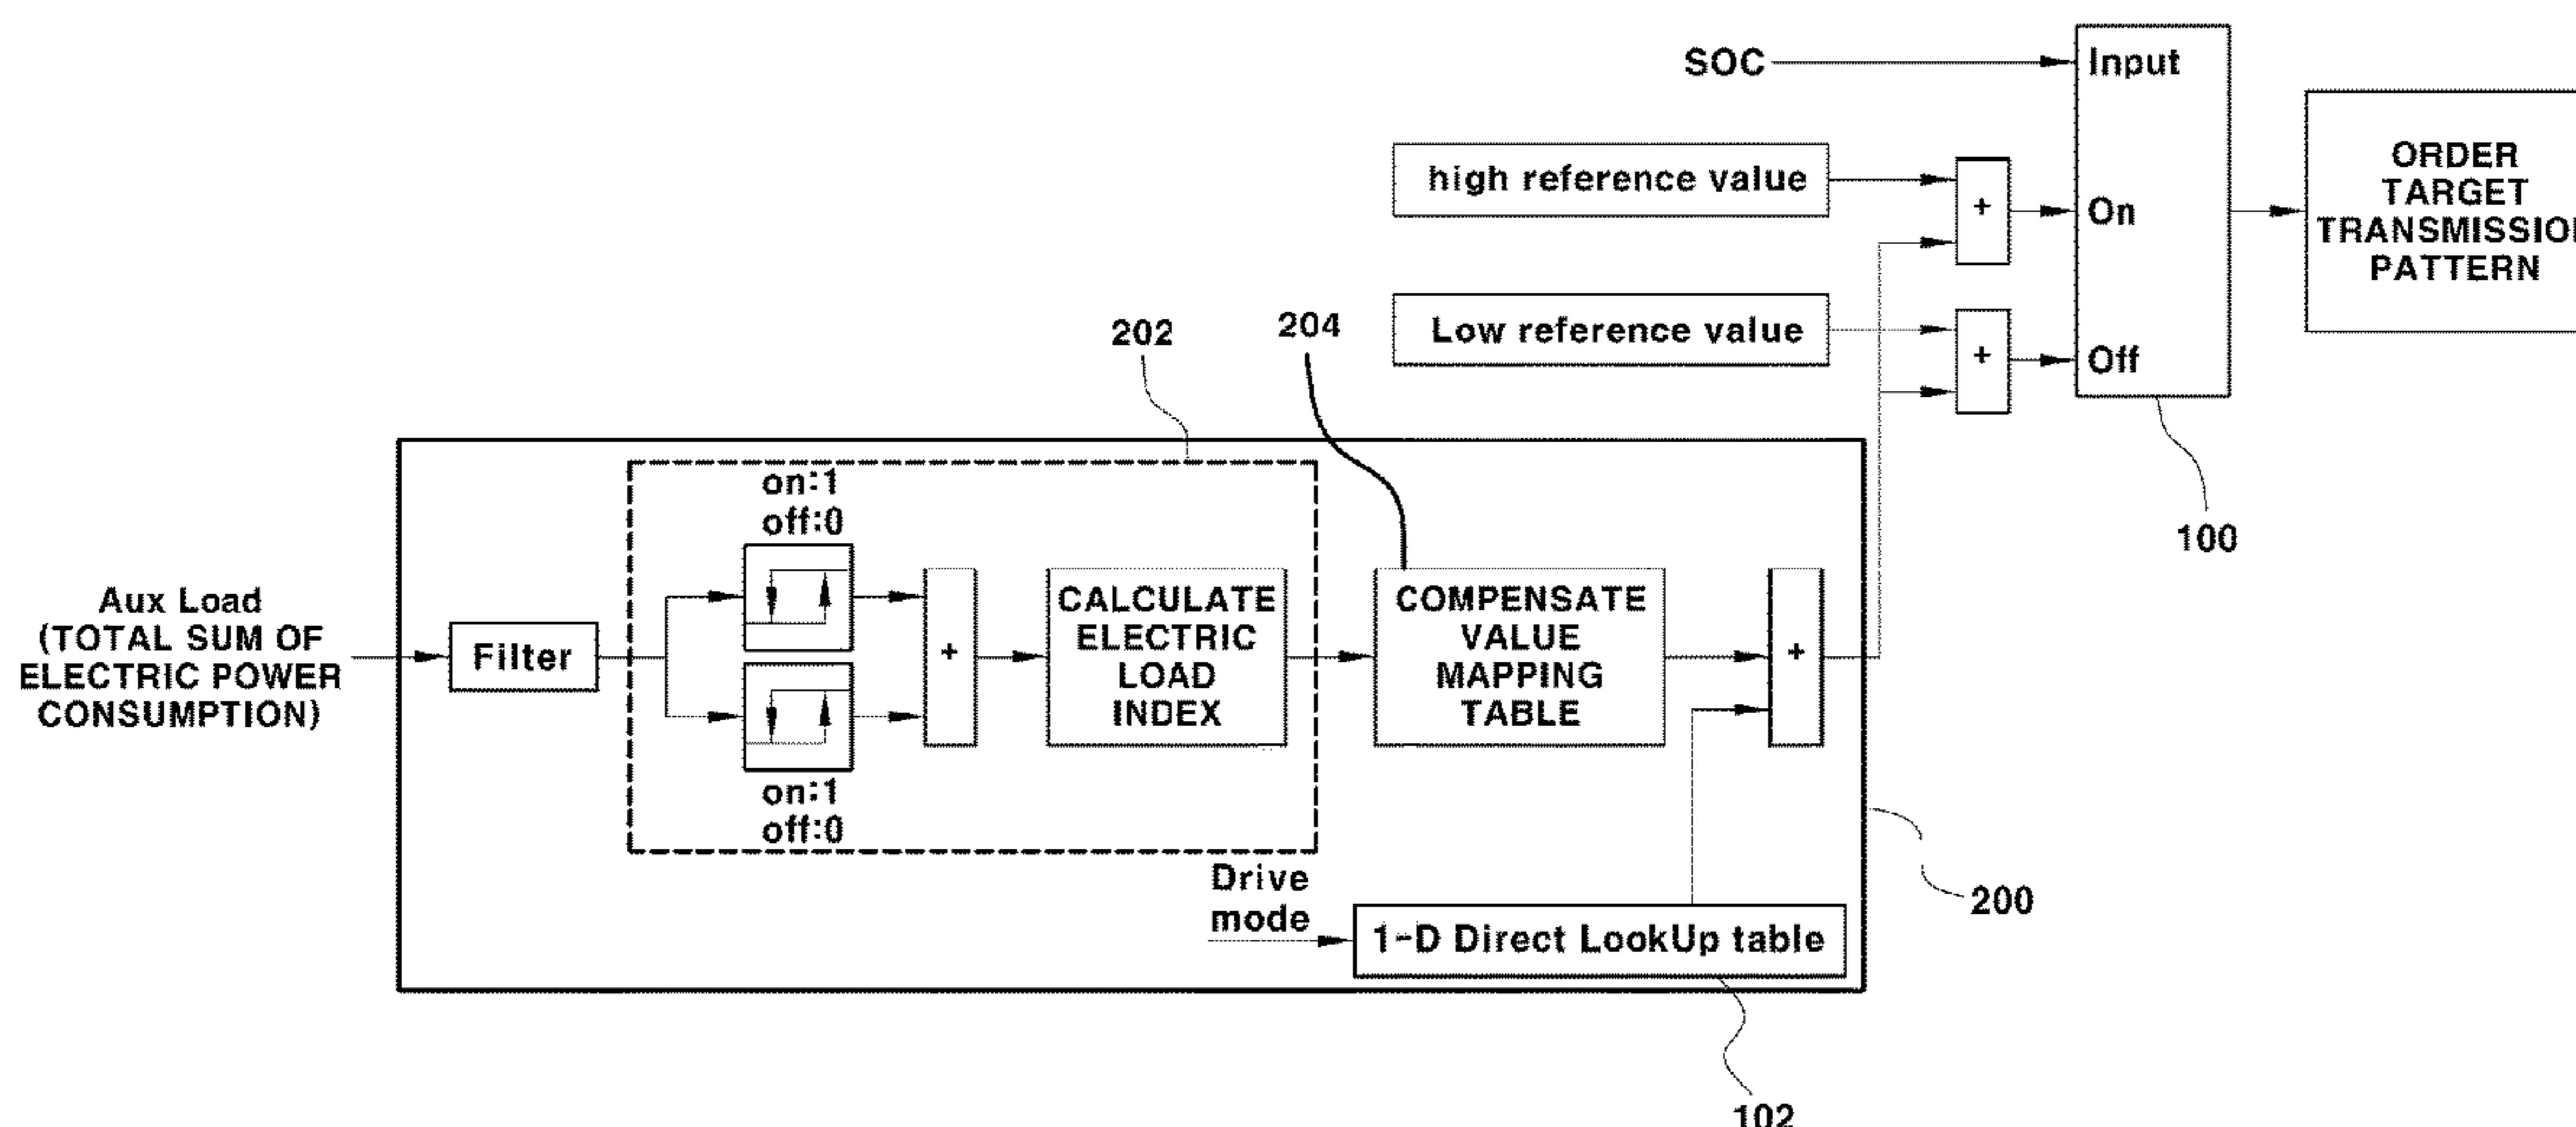 SOC
Input
high reference value
+
On
ORDER
TARGET
TRANSMISSION
PATTERN
Low reference value
+
Off
100
202
204
on:1
off:0
Aux Load
(TOTAL SUM OF
ELECTRIC POWER
CONSUMPTION)
Filter
+
CALCULATE
ELECTRIC
LOAD
INDEX
COMPENSATE
VALUE
MAPPING
TABLE
+
on:1
off:0
Drive
mode
1-D Direct LookUp table
200
102